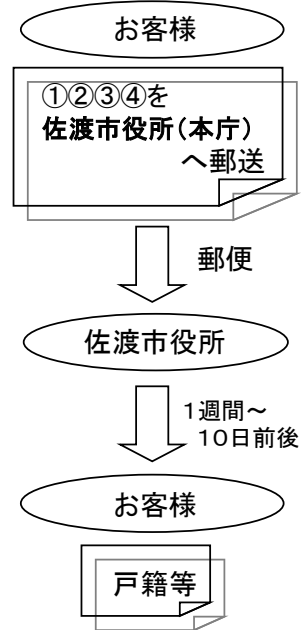 お客様
①②③④を
佐渡市役所（本庁）
へ郵送
郵便
佐渡市役所
1週間～
10日前後
お客様
戸籍等